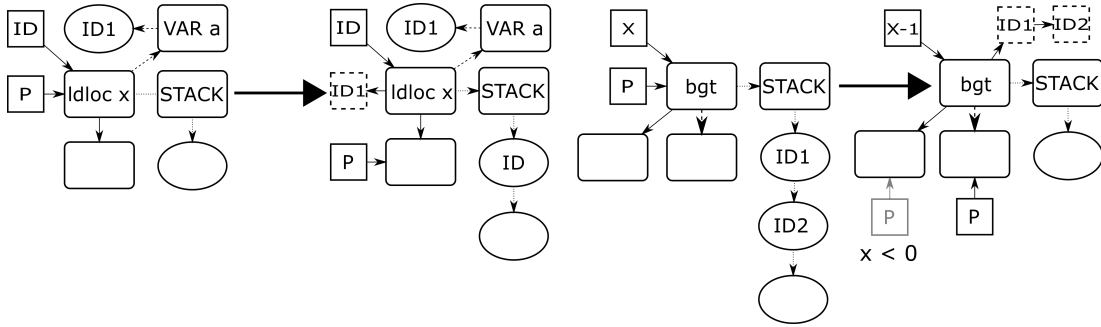 ID
ID1
VAR a
P
ldloc x
STACK
ID
ID1
VAR a
ID1
ldloc x
STACK
P
ID
X
P
bgt
STACK
ID1
ID2
X-1
ID1
ID2
bgt
STACK
P
P
x < 0